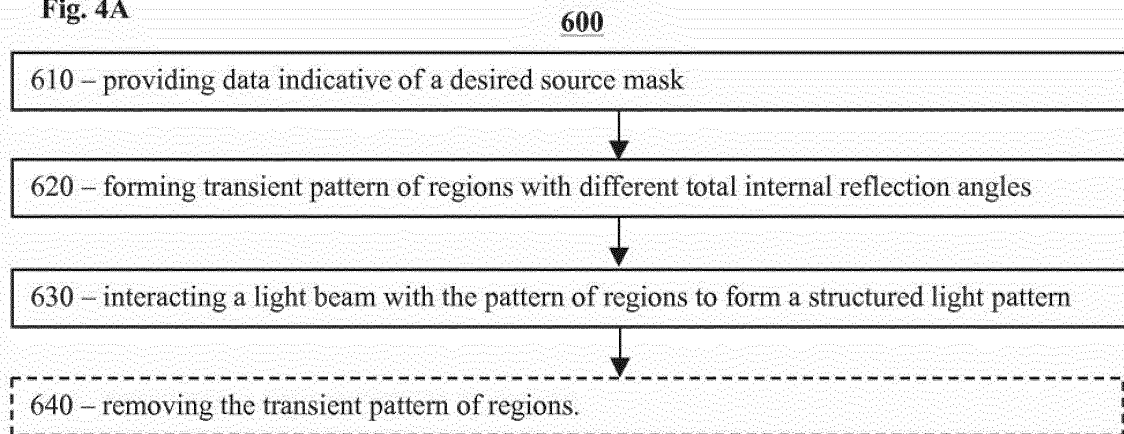 Fig. 4A
600
610 – providing data indicative of a desired source mask
620 – forming transient pattern of regions with different total internal reflection angles
630 – interacting a light beam with the pattern of regions to form a structured light pattern
640 – removing the transient pattern of regions.